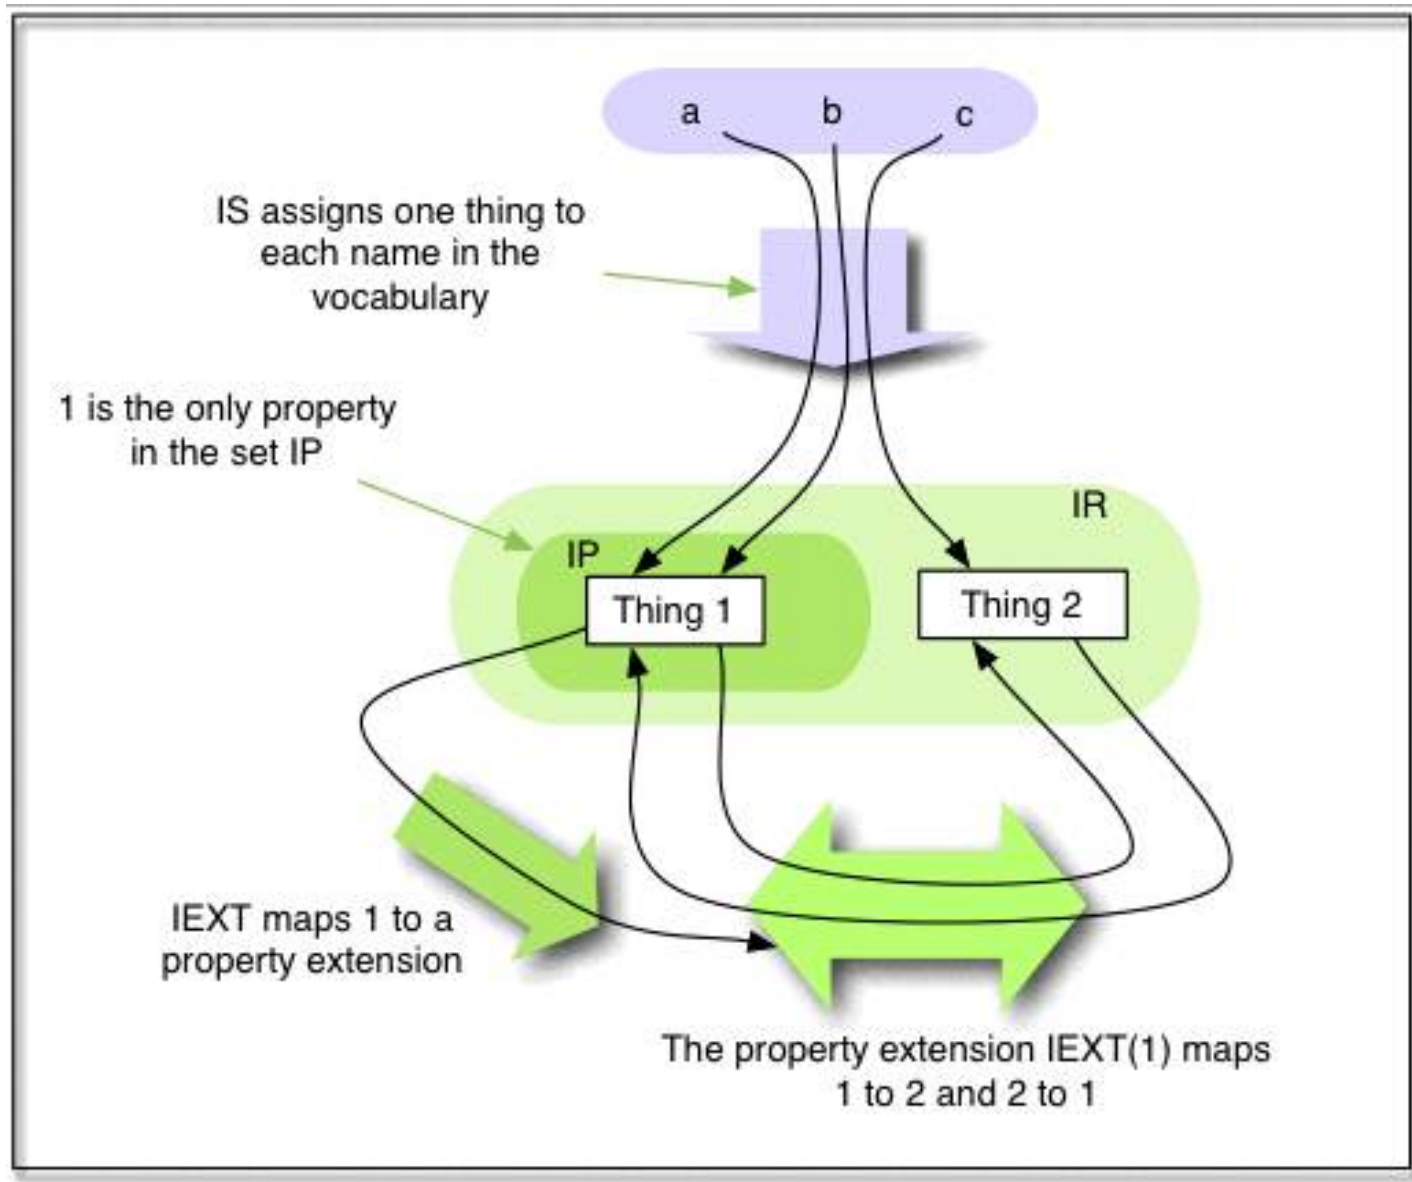 a b c
IS assigns one thing to
each name in the
vocabulary
1 is the only property
in the set IP
IR
IP
Thing 1
Thing 2
IEXT maps 1 to a
property extension
The property extension IEXT(1) maps
1 to 2 and 2 to 1